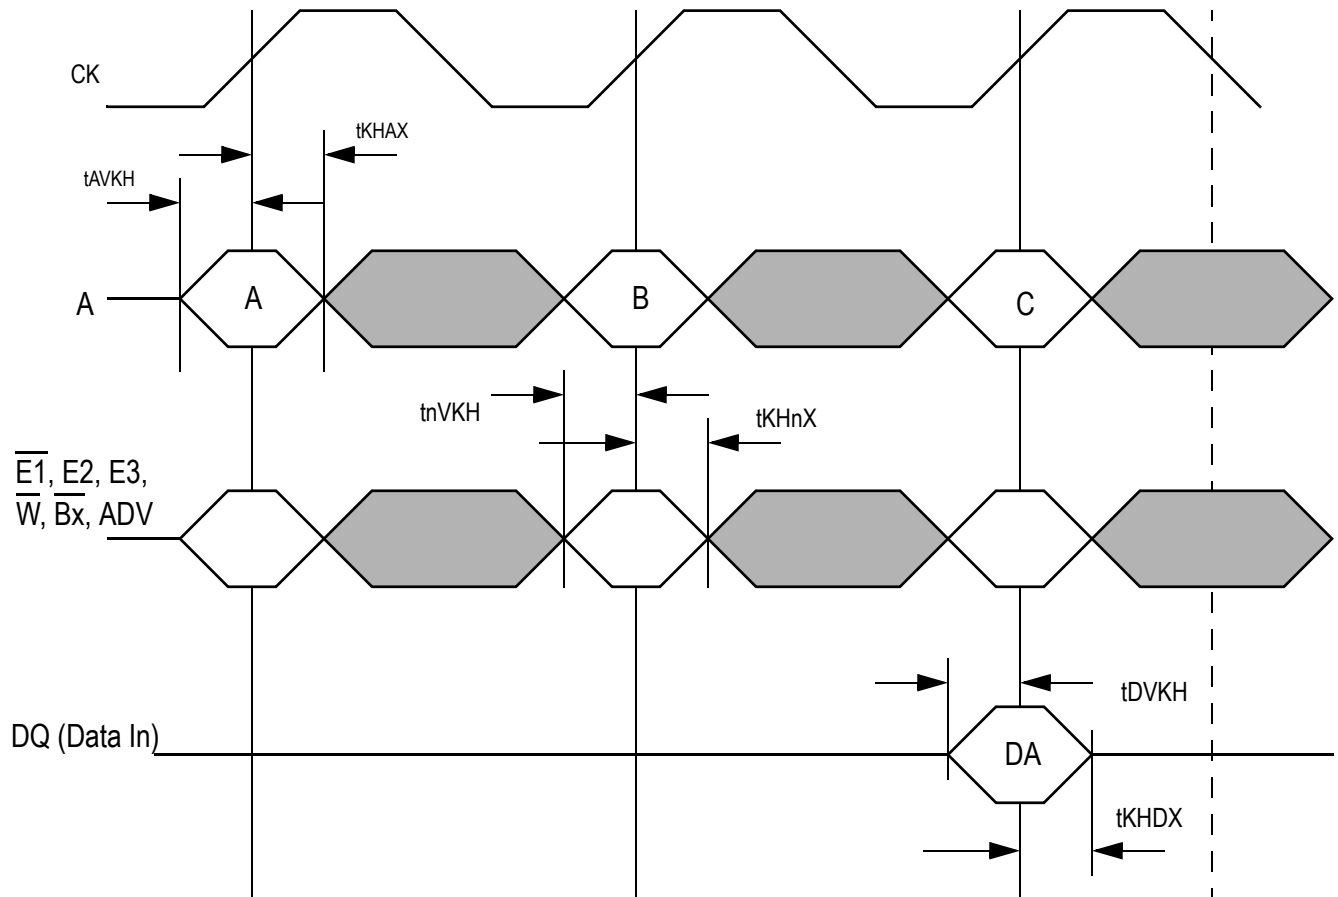 CK
tKHAX
tAVKH
A
A
B
C
tnVKH
tKHnX
E1, E2, E3,
W, Bx, ADV
tDVKH
DQ (Data In)
DA
tKHDX